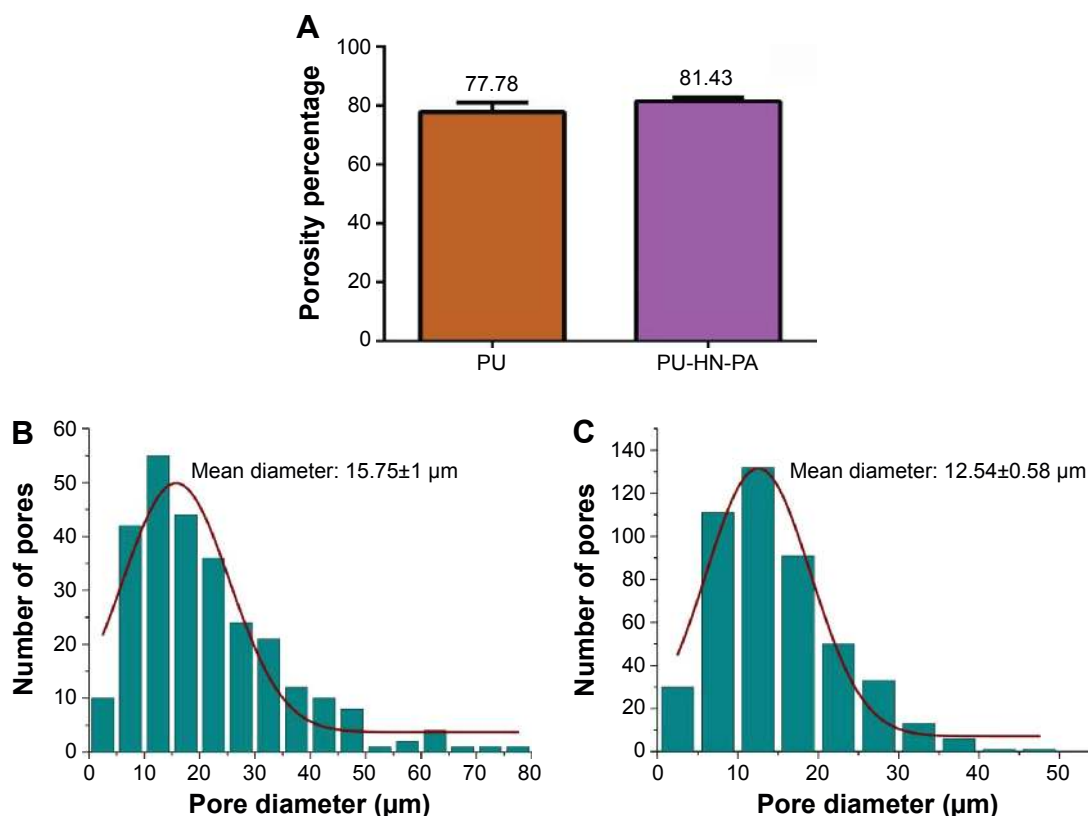 A
Porosity percentage
100
80
60
40
20
0
77.78
81.43
PU
PU-HN-PA
B
Number of pores
60
50
40
30
20
10
0
Mean diameter: 15.75±1 µm
0 10 20 30 40 50 60 70 80
Pore diameter (µm)
C
Number of pores
140
130
100
80
60
40
20
0
Mean diameter: 12.54±0.58 µm
0 10 20 30 40 50
Pore diameter (µm)